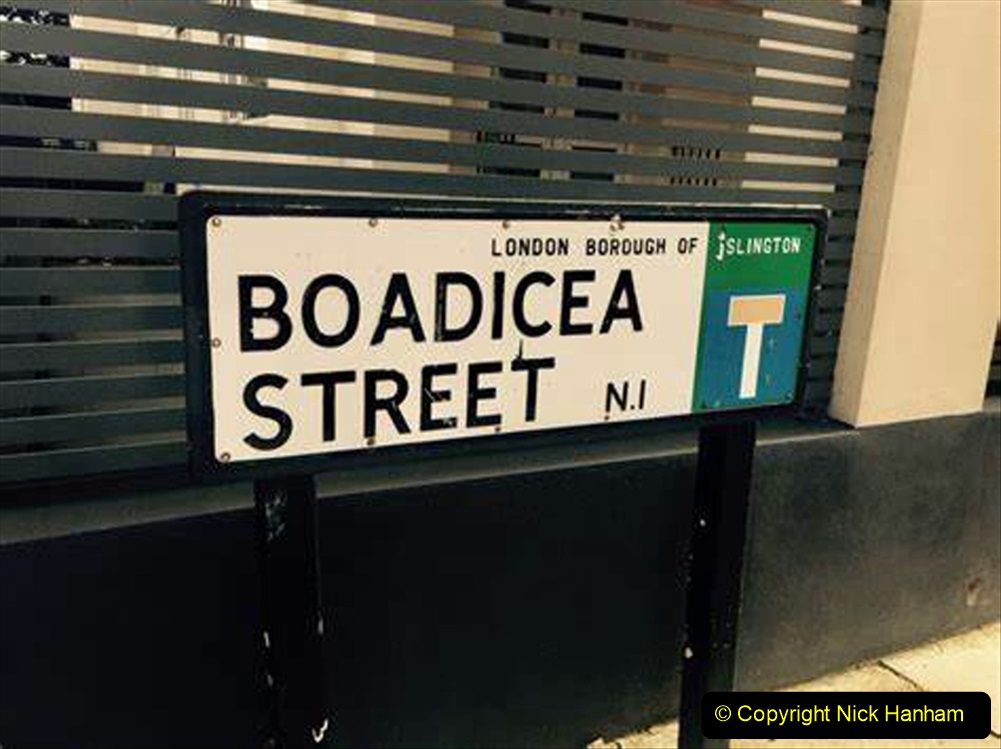 LONDON BOROUGH OF iSLINGTON
BOADICEA
STREET N.1
© Copyright Nick Hanham